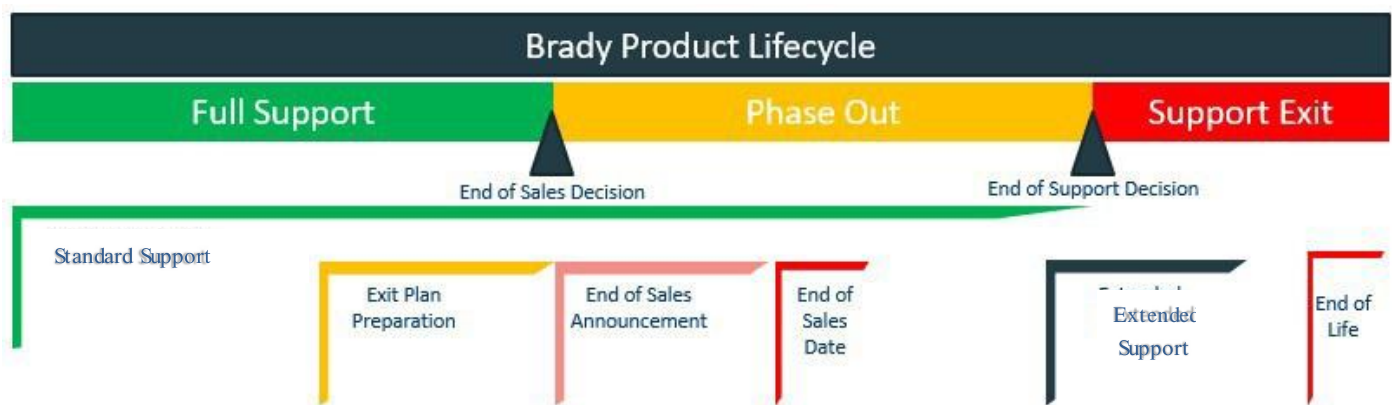 Brady Product Lifecycle
Full Support
Phase Out
Support Exit
End of Sales Decision
End of Support Decision
Standard Support
Exit Plan
Preparation
End of Sales
Announcement
End of
Sales
Date
Extended
Support
End of
Life